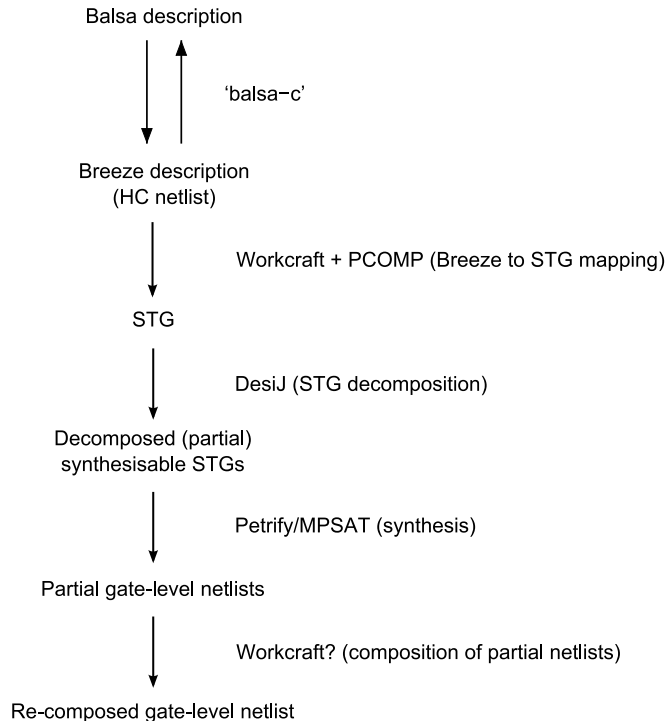 Balsa description
‘balsa−c’
Breeze description
(HC netlist)
Workcraft + PCOMP (Breeze to STG mapping)
STG
DesiJ (STG decomposition)
Decomposed (partial)
synthesisable STGs
Petrify/MPSAT (synthesis)
Partial gate-level netlists
Workcraft? (composition of partial netlists)
Re-composed gate-level netlist